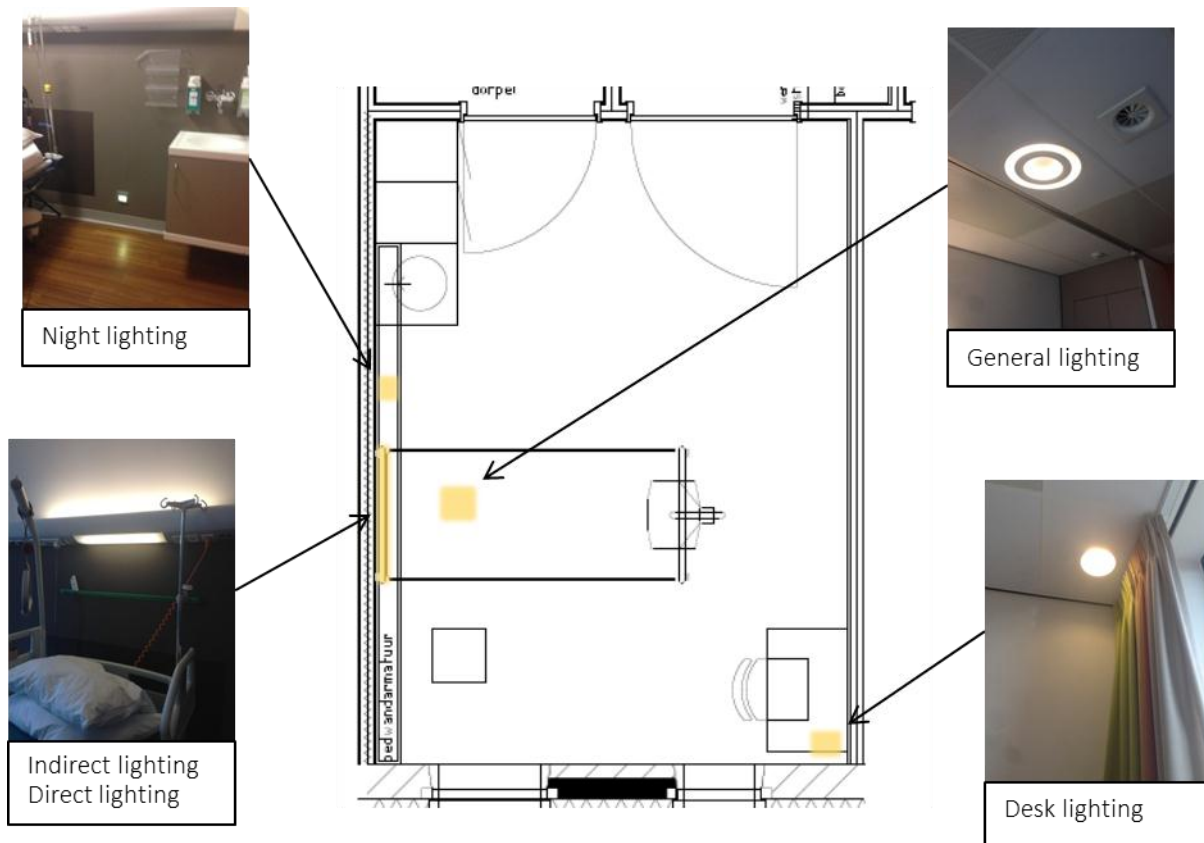 dorpel
Night lighting
General lighting
bedwandarmatuur
Indirect lighting
Direct lighting
Desk lighting